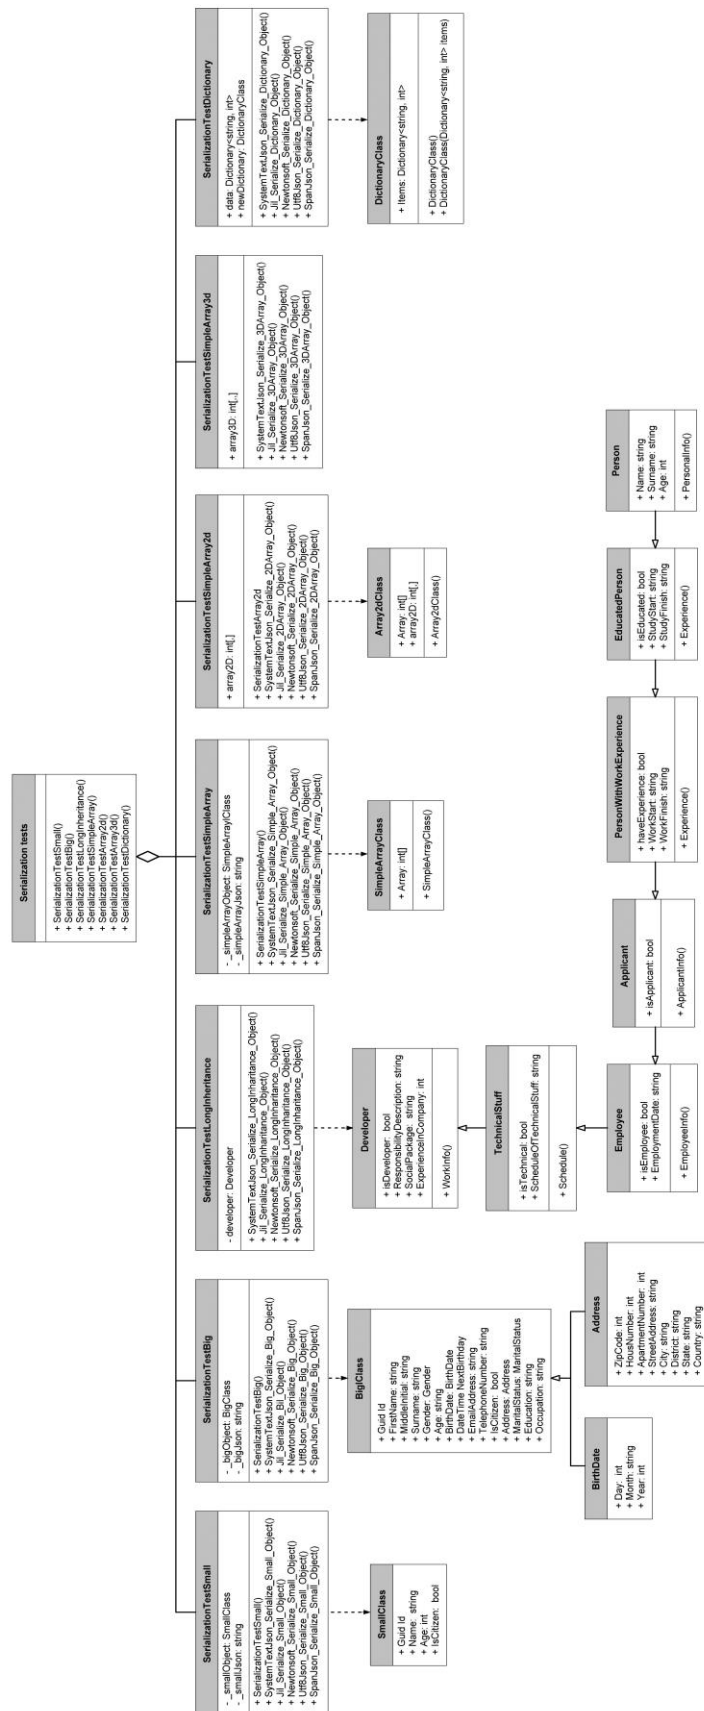 Serialization tests
+ SerializationTestSmall()
+ SerializationTestBig()
+ SerializationTestLongInheritance()
+ SerializationTestSimpleArray()
+ SerializationTestArray2d()
+ SerializationTestArray3d()
+ SerializationTestDictionary()
SerializationTestSmall
- _smallObject: SmallClass
- _smallJson: string
+ SerializationTestSmall()
+ SystemTextJson_Serialize_Small_Object()
+ Jil_Serialize_Small_Object()
+ Newtonsoft_Serialize_Small_Object()
+ Utf8Json_Serialize_Small_Object()
+ SpanJson_Serialize_Small_Object()
SerializationTestBig
- _bigObject: BigClass
- _bigJson: string
+ SerializationTestBig()
+ SystemTextJson_Serialize_Big_Object()
+ Jil_Serialize_Bil_Object()
+ Newtonsoft_Serialize_Big_Object()
+ Utf8Json_Serialize_Big_Object()
+ SpanJson_Serialize_Big_Object()
SerializationTestLongInheritance
- developer: Developer
+ SystemTextJson_Serialize_LongInheritance_Object()
+ Jil_Serialize_LongInheritance_Object()
+ Newtonsoft_Serialize_LongInheritance_Object()
+ Utf8Json_Serialize_LongInheritance_Object()
+ SpanJson_Serialize_LongInheritance_Object()
SerializationTestSimpleArray
- _simpleArrayObject: SimpleArraylClass
- _simpleArrayJson: string
+ SerializationTestSimpleArray()
+ SystemTextJson_Serialize_Simple_Array_Object()
+ Jil_Serialize_Simple_Array_Object()
+ Newtonsoft_Serialize_Simple_Array_Object()
+ Utf8Json_Serialize_Simple_Array_Object()
+ SpanJson_Serialize_Simple_Array_Object()
SerializationTestSimpleArray2d
+ array2D: int[,]
+ SerializationTestArray2d
+ SystemTextJson_Serialize_2DArray_Object()
+ Jil_Serialize_2DArray_Object()
+ Newtonsoft_Serialize_2DArray_Object()
+ Utf8Json_Serialize_2DArray_Object()
+ SpanJson_Serialize_2DArray_Object()
SerializationTestSimpleArray3d
+ array3D: int[,]
+ SystemTextJson_Serialize_3DArray_Object()
+ Jil_Serialize_3DArray_Object()
+ Newtonsoft_Serialize_3DArray_Object()
+ Utf8Json_Serialize_3DArray_Object()
+ SpanJson_Serialize_3DArray_Object()
SerializationTestDictionary
+ data: Dictionary<string, int>
+ newDictionary: DictionaryClass
+ SystemTextJson_Serialize_Dictionary_Object()
+ Jil_Serialize_Dictionary_Object()
+ Newtonsoft_Serialize_Dictionary_Object()
+ Utf8Json_Serialize_Dictionary_Object()
+ SpanJson_Serialize_Dictionary_Object()
SmallClass
+ Guid Id
+ Name: string
+ Age: int
+ IsCitizen: bool
BiglClass
+ Guid Id
+ FirstName: string
+ MiddleInitial: string
+ Surname: string
+ Gender: Gender
+ Age: string
+ BirthDate: BirthDate
+ DateTime NextBirthday
+ EmailAddress: string
+ TelephoneNumber: string
+ IsCitizen: bool
+ Address: Address
+ MaritalStatus: MaritalStatus
+ Education: string
+ Occupation: string
Developer
+ isDeveloper: bool
+ ResponsibilityDescription: string
+ SocialPackage: string
+ ExperienceInCompany: int
+ WorkInfo()
SimpleArrayClass
+ Array: int[]
+ SimpleArrayClass()
Array2dClass
+ Array: int[]
+ array2D: int[,]
+ Array2dClass()
DictionaryClass
+ Items: Dictionary<string, int>
+ DictionaryClass()
+ DictionaryClass(Dictionary<string, int> items)
TechnicalStuff
+ isTechnical: bool
+ ScheduleOfTechnicalStuff: string
+ Schedule()
BirthDate
+ Day: int
+ Month: string
+ Year: int
Address
+ ZipCode: int
+ HousNumber: int
+ ApartmentNumber: int
+ StreetAddress: string
+ City: string
+ District: string
+ State: string
+ Country: string
Employee
+ isEmployee: bool
+ EmploymentDate: string
+ EmployeeInfo()
Applicant
+ isApplicant: bool
+ ApplicantInfo()
PersonWithWorkExperience
+ haveExperience: bool
+ WorkStart: string
+ WorkFinish: string
+ Experience()
EducatedPerson
+ isEducated: bool
+ StudyStart: string
+ StudyFinish: string
+ Experience()
Person
+ Name: string
+ Surname: string
+ Age: int
+ PersonalInfo()